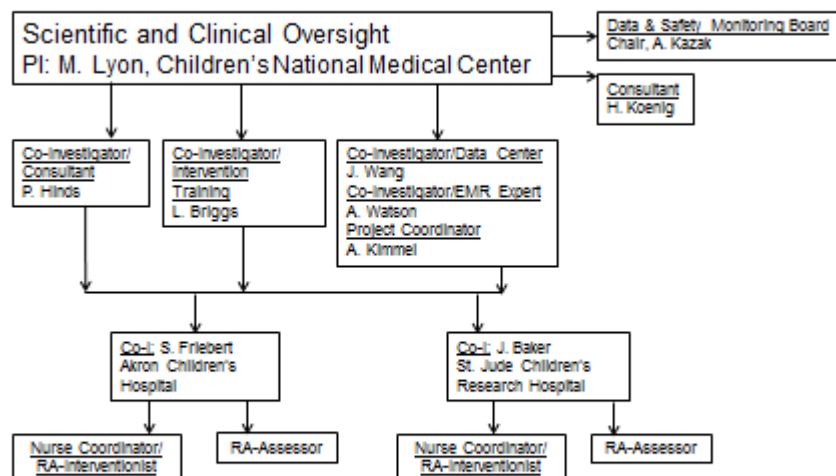 Scientific and Clinical Oversight
PI: M. Lyon, Children's National Medical Center
Data & Safety Monitoring Board
Chair, A. Kazak
Consultant
H. Koenig
Co-Investigator/
Consultant
P. Hinds
Co-Investigator/
Intervention
Training
L. Briggs
Co-Investigator/Data Center
J. Wang
Co-Investigator/EMR Expert
A. Watson
Project Coordinator
A. Kimmel
Co-I: S. Friebert
Akron Children's
Hospital
Co-I: J. Baker
St. Jude Children's
Research Hospital
Nurse Coordinator/
RA-Interventionist
RA-Assessor
Nurse Coordinator/
RA-Interventionist
RA-Assessor